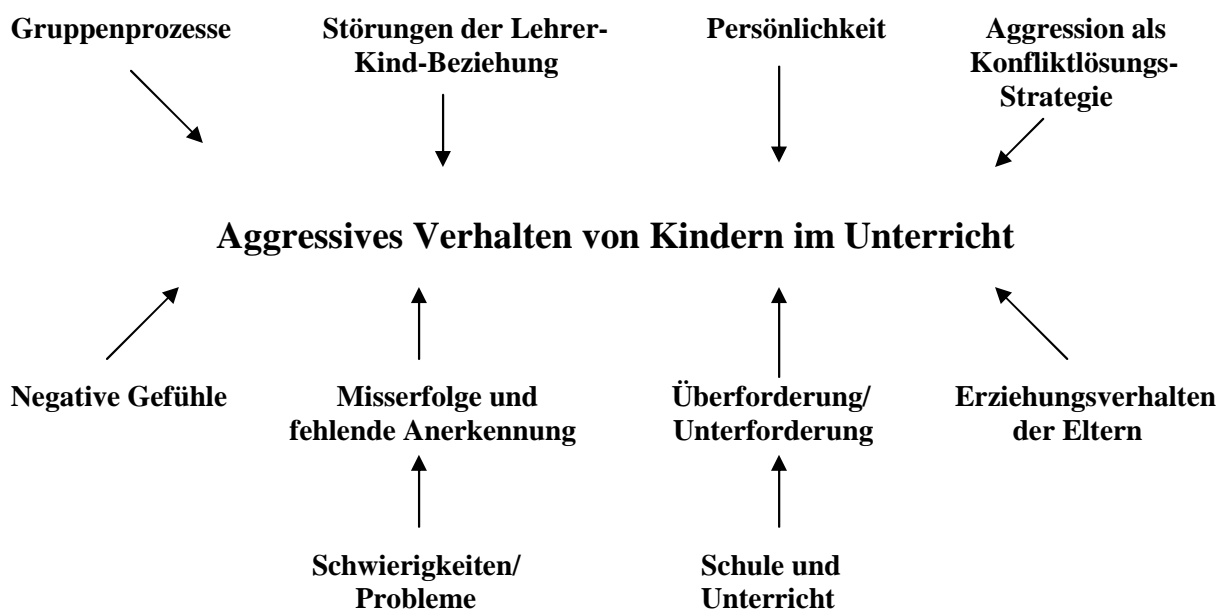 Gruppenprozesse
Störungen der Lehrer-
Kind-Beziehung
Persönlichkeit
Aggression als
Konfliktlösungs-
Strategie
Aggressives Verhalten von Kindern im Unterricht
Negative Gefühle
Misserfolge und
fehlende Anerkennung
Überforderung/
Unterforderung
Erziehungsverhalten
der Eltern
Schwierigkeiten/
Probleme
Schule und
Unterricht